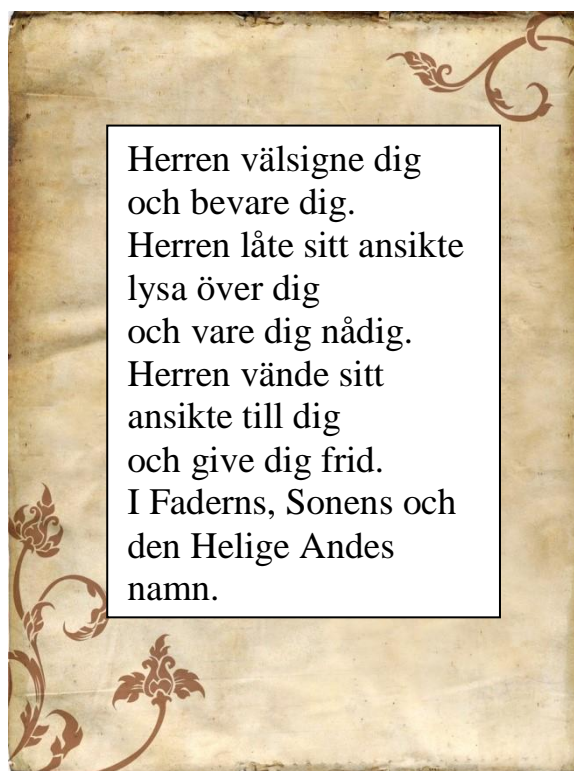 Herren välsigne dig
och bevare dig.
Herren låte sitt ansikte
lysa över dig
och vare dig nådig.
Herren vände sitt
ansikte till dig
och give dig frid.
I Faderns, Sonens och
den Helige Andes
namn.